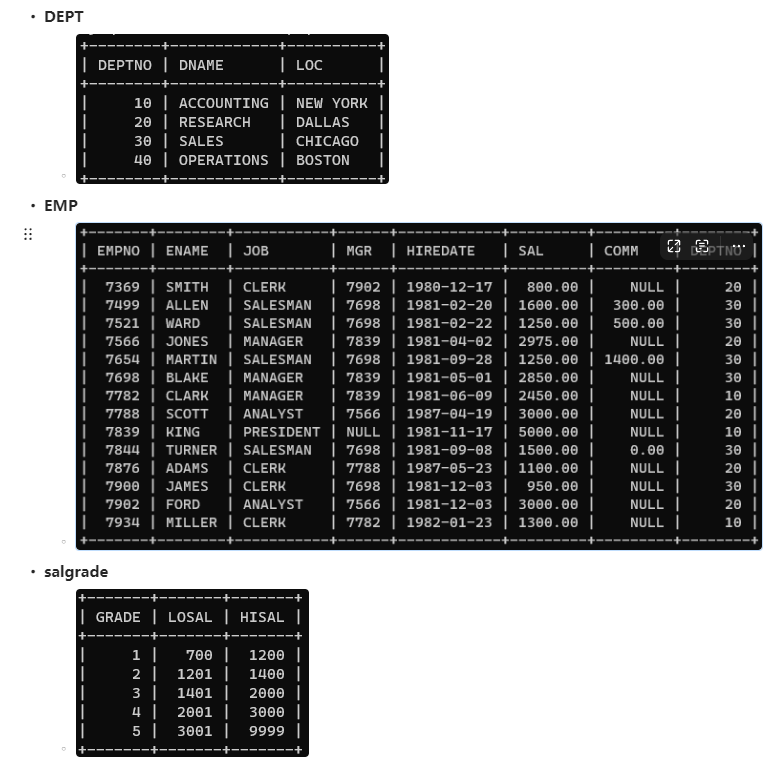 • DEPT
+--------+------------+----------+
| DEPTNO | DNAME      | LOC      |
+--------+------------+----------+
|     10 | ACCOUNTING | NEW YORK |
|     20 | RESEARCH   | DALLAS   |
|     30 | SALES      | CHICAGO  |
|     40 | OPERATIONS | BOSTON   |
+--------+------------+----------+
• EMP
+-------+--------+-----------+------+------------+---------+---------+--------+
| EMPNO | ENAME  | JOB       | MGR  | HIREDATE   | SAL     | COMM    | DEPTNO |
+-------+--------+-----------+------+------------+---------+---------+--------+
|  7369 | SMITH  | CLERK     | 7902 | 1980-12-17 |  800.00 |    NULL |     20 |
|  7499 | ALLEN  | SALESMAN  | 7698 | 1981-02-20 | 1600.00 |  300.00 |     30 |
|  7521 | WARD   | SALESMAN  | 7698 | 1981-02-22 | 1250.00 |  500.00 |     30 |
|  7566 | JONES  | MANAGER   | 7839 | 1981-04-02 | 2975.00 |    NULL |     20 |
|  7654 | MARTIN | SALESMAN  | 7698 | 1981-09-28 | 1250.00 | 1400.00 |     30 |
|  7698 | BLAKE  | MANAGER   | 7839 | 1981-05-01 | 2850.00 |    NULL |     30 |
|  7782 | CLARK  | MANAGER   | 7839 | 1981-06-09 | 2450.00 |    NULL |     10 |
|  7788 | SCOTT  | ANALYST   | 7566 | 1987-04-19 | 3000.00 |    NULL |     20 |
|  7839 | KING   | PRESIDENT | NULL | 1981-11-17 | 5000.00 |    NULL |     10 |
|  7844 | TURNER | SALESMAN  | 7698 | 1981-09-08 | 1500.00 |    0.00 |     30 |
|  7876 | ADAMS  | CLERK     | 7788 | 1987-05-23 | 1100.00 |    NULL |     20 |
|  7900 | JAMES  | CLERK     | 7698 | 1981-12-03 |  950.00 |    NULL |     30 |
|  7902 | FORD   | ANALYST   | 7566 | 1981-12-03 | 3000.00 |    NULL |     20 |
|  7934 | MILLER | CLERK     | 7782 | 1982-01-23 | 1300.00 |    NULL |     10 |
+-------+--------+-----------+------+------------+---------+---------+--------+
• salgrade
+-------+-------+-------+
| GRADE | LOSAL | HISAL |
+-------+-------+-------+
|     1 |   700 |  1200 |
|     2 |  1201 |  1400 |
|     3 |  1401 |  2000 |
|     4 |  2001 |  3000 |
|     5 |  3001 |  9999 |
+-------+-------+-------+